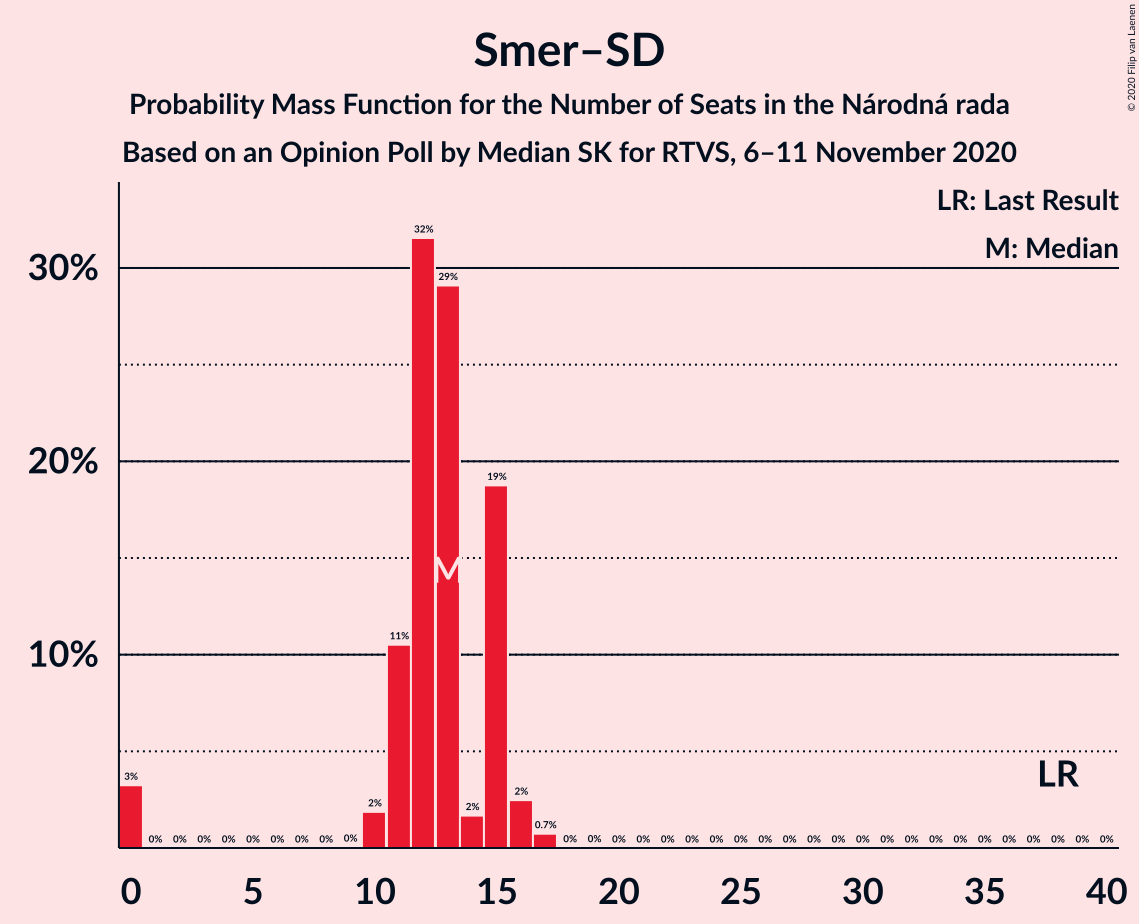 Smer–SD
Probability Mass Function for the Number of Seats in the Národná rada
Based on an Opinion Poll by Median SK for RTVS, 6–11 November 2020
© 2020 Filip van Laenen
LR: Last Result
M: Median
30%
20%
10%
3% 0% 0% 0% 0% 0% 0% 0% 0% 0% 2% 11% 32% 29% 2% 19% 2% 0.7% 0% 0% 0% 0% 0% 0% 0% 0% 0% 0% 0% 0% 0% 0% 0% 0% 0% 0% 0% 0% 0% 0% 0%
M
LR
0 5 10 15 20 25 30 35 40